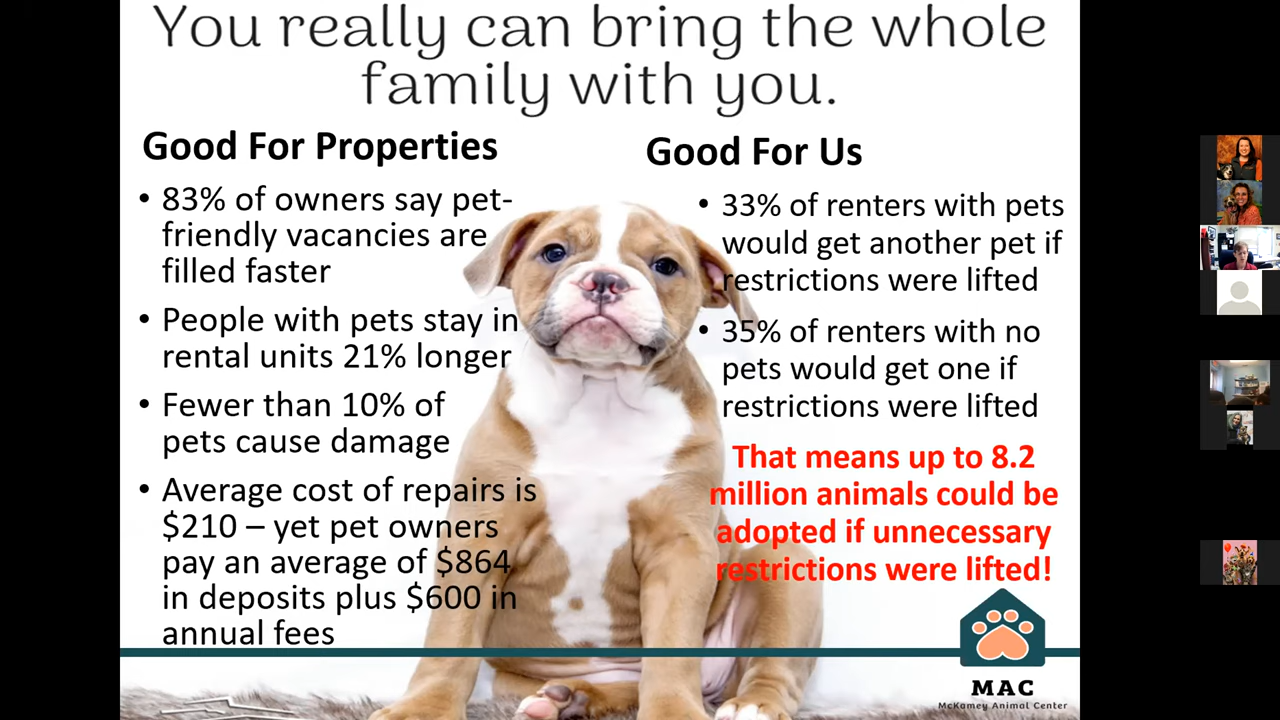 You really can bring the whole
family with you.
Good For Properties
• 83% of owners say pet-
friendly vacancies are
filled faster
• People with pets stay in
rental units 21% longer
• Fewer than 10% of
pets cause damage
• Average cost of repairs is
$210 – yet pet owners
pay an average of $864
in deposits plus $600 in
annual fees
Good For Us
• 33% of renters with pets
would get another pet if
restrictions were lifted
• 35% of renters with no
pets would get one if
restrictions were lifted
That means up to 8.2
million animals could be
adopted if unnecessary
restrictions were lifted!
MAC
McKamey Animal Center